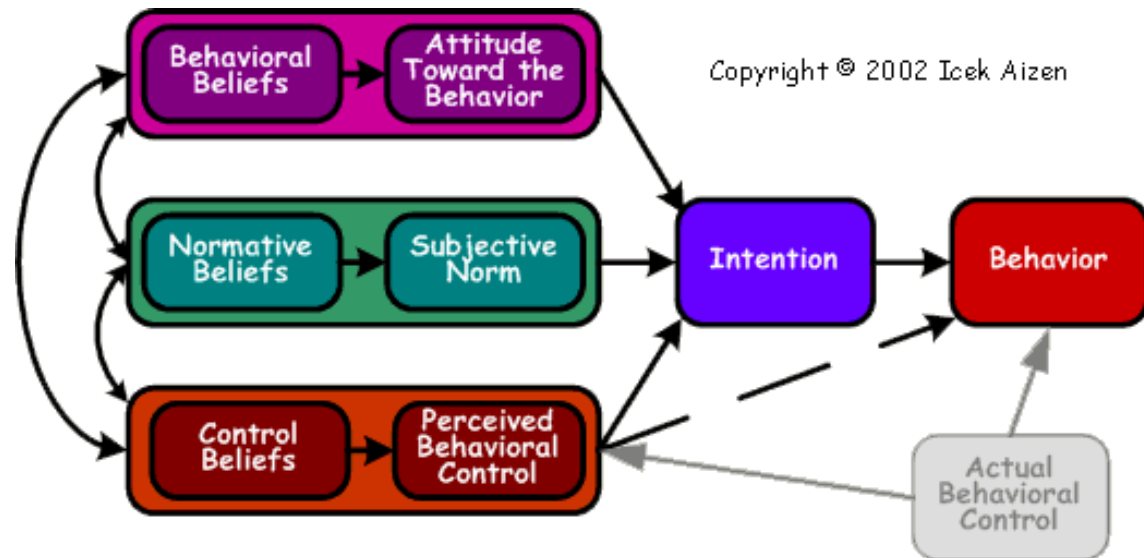 Behavioral
Beliefs
Attitude
Toward the
Behavior
Copyright © 2002 Icek Aizen
Normative
Beliefs
Subjective
Norm
Intention
Behavior
Control
Beliefs
Perceived
Behavioral
Control
Actual
Behavioral
Control